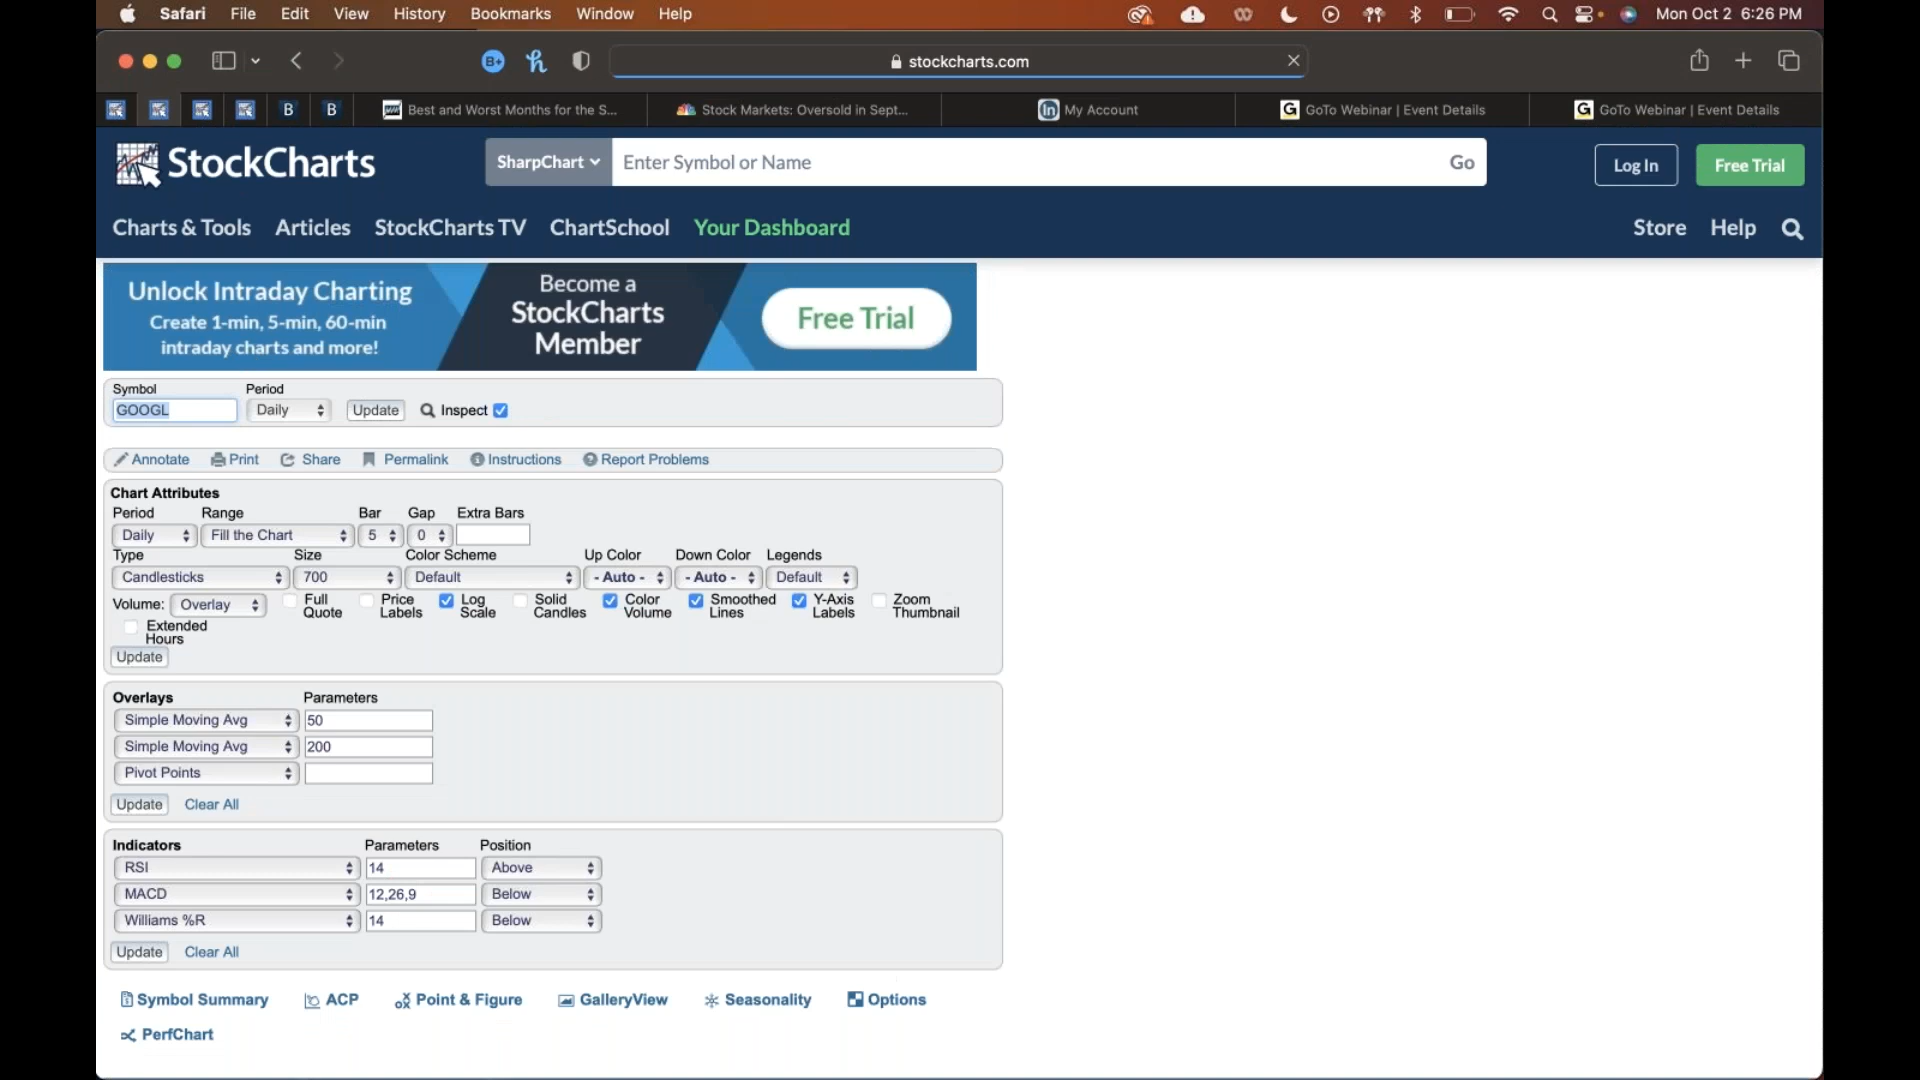 Safari File Edit View History Bookmarks Window Help Mon Oct 2 6:26 PM
stockcharts.com
B Best and Worst Months for the S... Stock Markets: Oversold in Sept... My Account GoTo Webinar | Event Details GoTo Webinar | Event Details
StockCharts SharpChart Enter Symbol or Name Go Log In Free Trial
Charts & Tools Articles StockCharts TV ChartSchool Your Dashboard Store Help
Unlock Intraday Charting
Create 1-min, 5-min, 60-min
intraday charts and more!
Become a
StockCharts
Member
Free Trial
Symbol Period
GOOGL Daily Update Inspect
Annotate Print Share Permalink Instructions Report Problems
Chart Attributes
Period Range Bar Gap Extra Bars
Daily Fill the Chart 5 0
Type Size Color Scheme Up Color Down Color Legends
Candlesticks 700 Default - Auto - - Auto - Default
Volume: Overlay Full Quote Price Labels Log Scale Solid Candles Color Volume Smoothed Lines Y-Axis Labels Zoom Thumbnail
Extended Hours
Update
Overlays Parameters
Simple Moving Avg 50
Simple Moving Avg 200
Pivot Points
Update Clear All
Indicators Parameters Position
RSI 14 Above
MACD 12,26,9 Below
Williams %R 14 Below
Update Clear All
Symbol Summary ACP Point & Figure GalleryView Seasonality Options
PerfChart